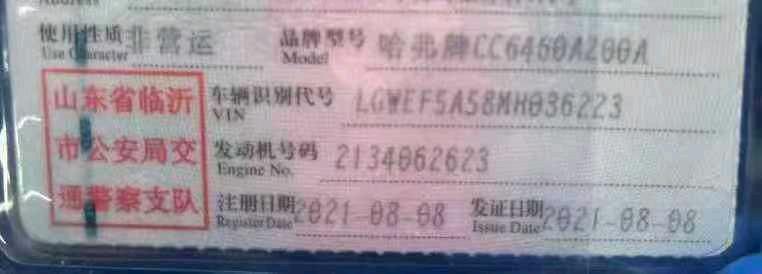 Address
使用性质 非营运 品牌型号 哈弗牌CC6460AZ00A
Use Character Model
山东省临沂 车辆识别代号 LGWEF5A58MH036223
VIN
市公安局交 发动机号码 2134062623
Engine No.
通警察支队 注册日期 2021-08-08 发证日期 2021-08-08
Register Date Issue Date